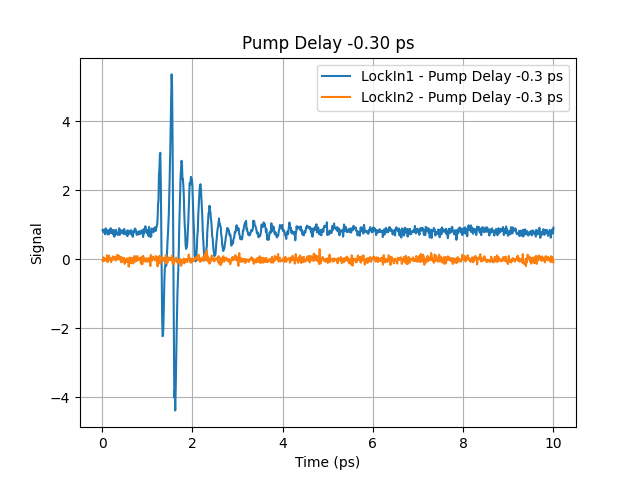 Pump Delay -0.30 ps
LockIn1 - Pump Delay -0.3 ps
LockIn2 - Pump Delay -0.3 ps
Signal
4
2
0
−2
−4
0 2 4 6 8 10
Time (ps)